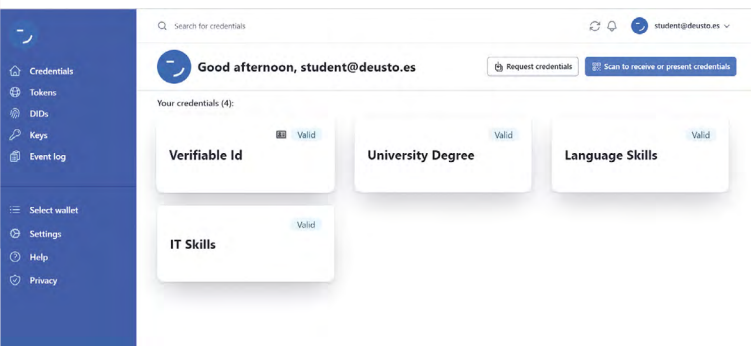 Search for credentials
student@deusto.es
Credentials
Tokens
DIDs
Keys
Event log
Select wallet
Settings
Help
Privacy
Good afternoon, student@deusto.es
Request credentials
Scan to receive or present credentials
Your credentials (4):
Valid
Verifiable Id
Valid
University Degree
Valid
Language Skills
Valid
IT Skills